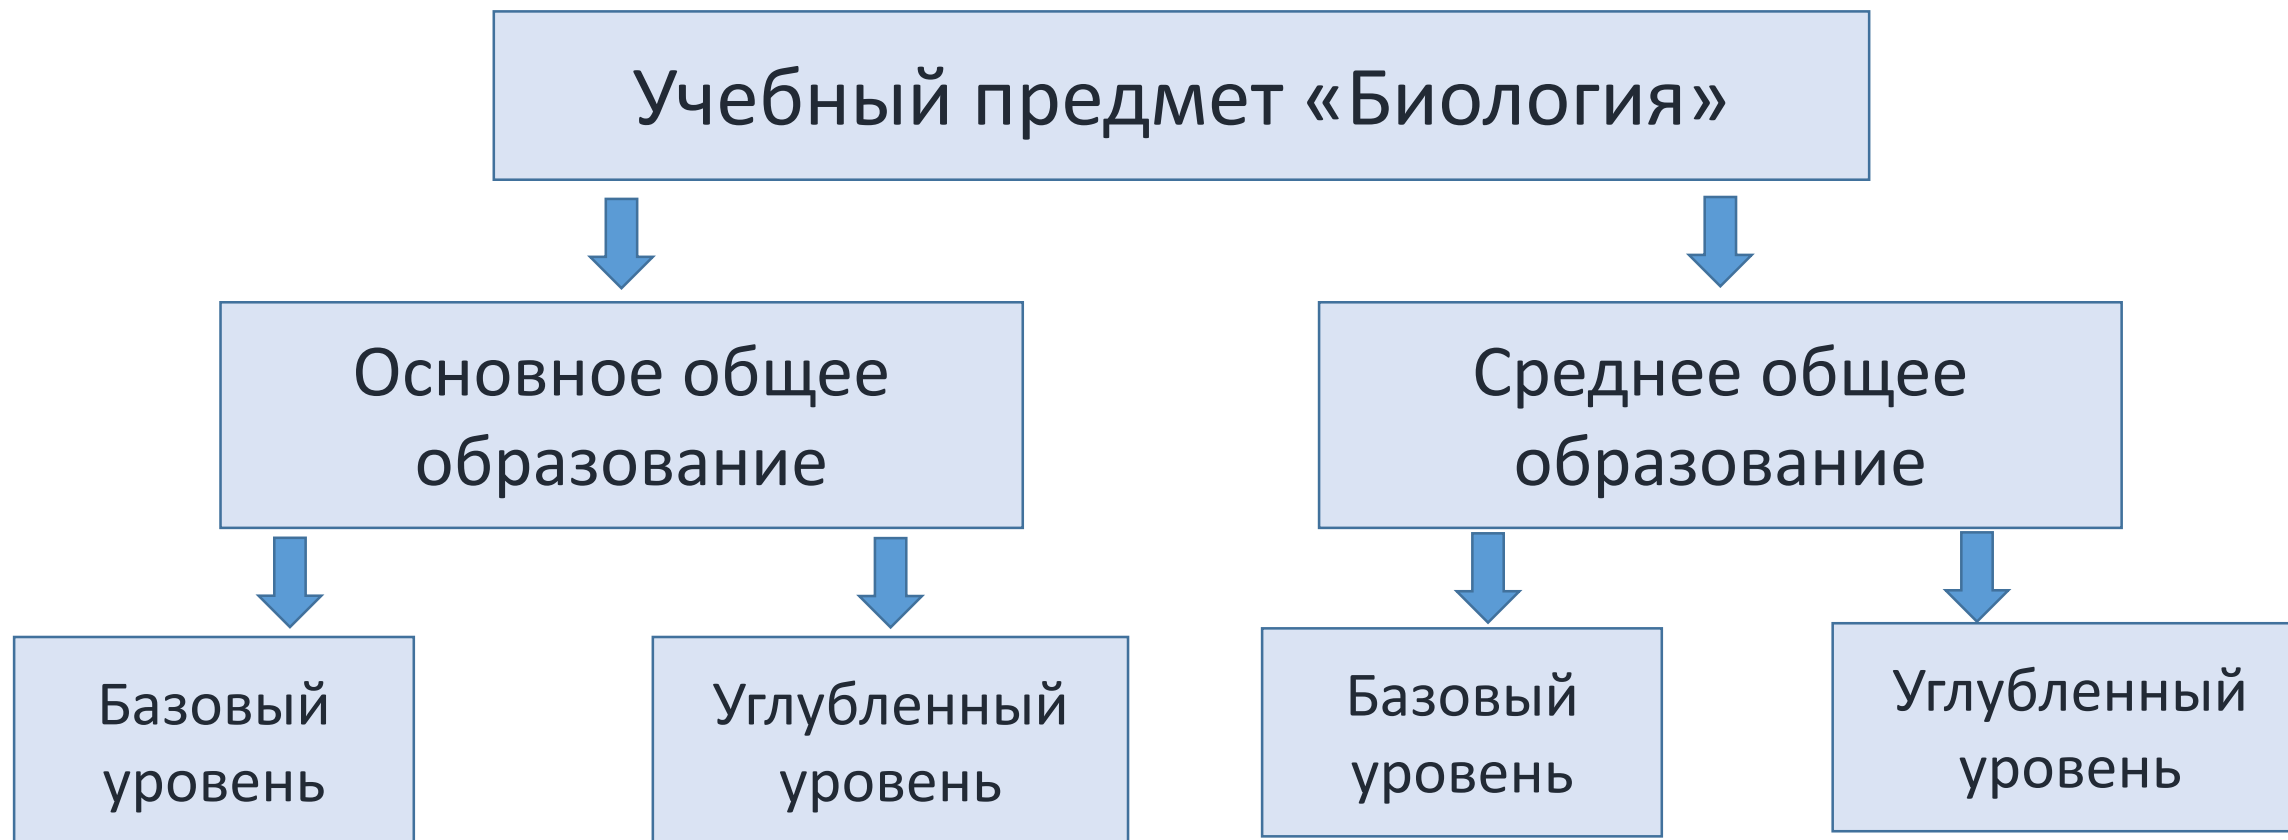 Учебный предмет «Биология»
Основное общее
образование
Среднее общее
образование
Базовый
уровень
Углубленный
уровень
Базовый
уровень
Углубленный
уровень